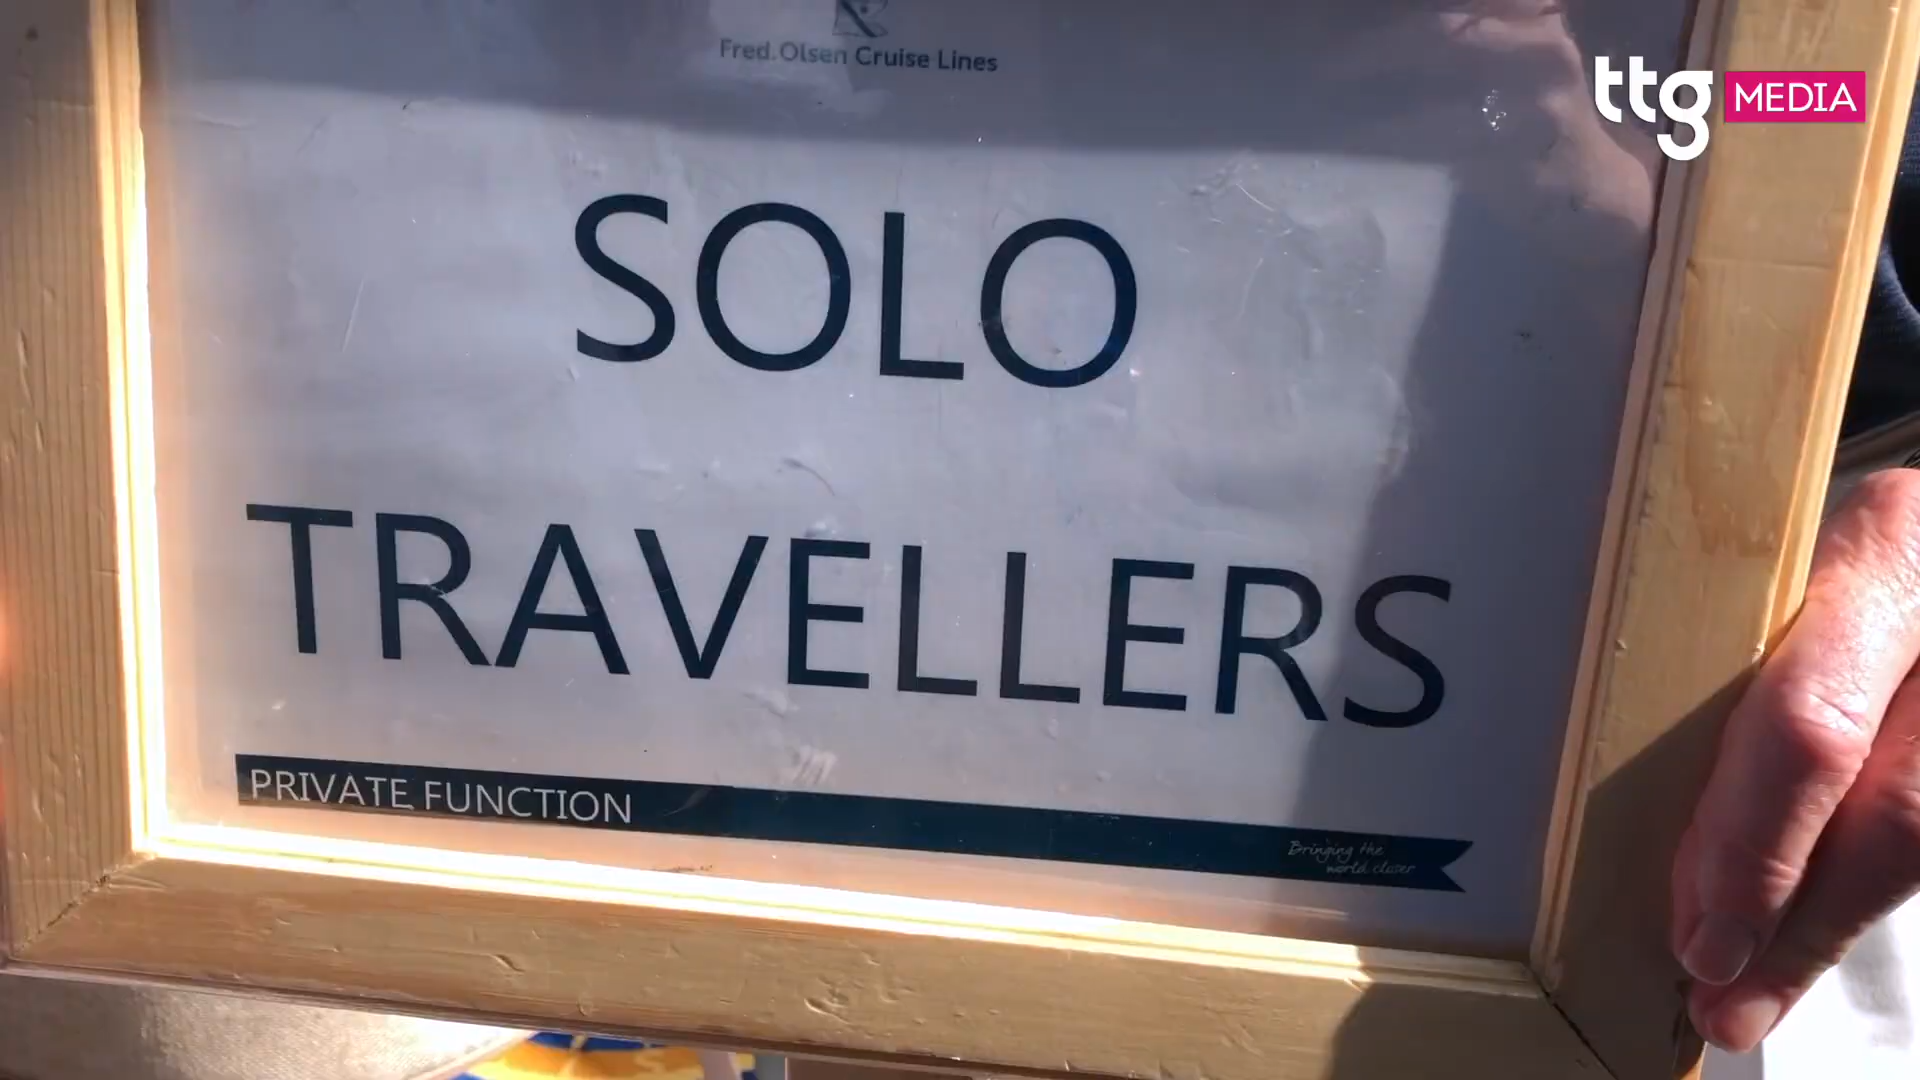 Fred. Olsen Cruise Lines
ttg MEDIA
SOLO
TRAVELLERS
PRIVATE FUNCTION
Bringing the
world closer